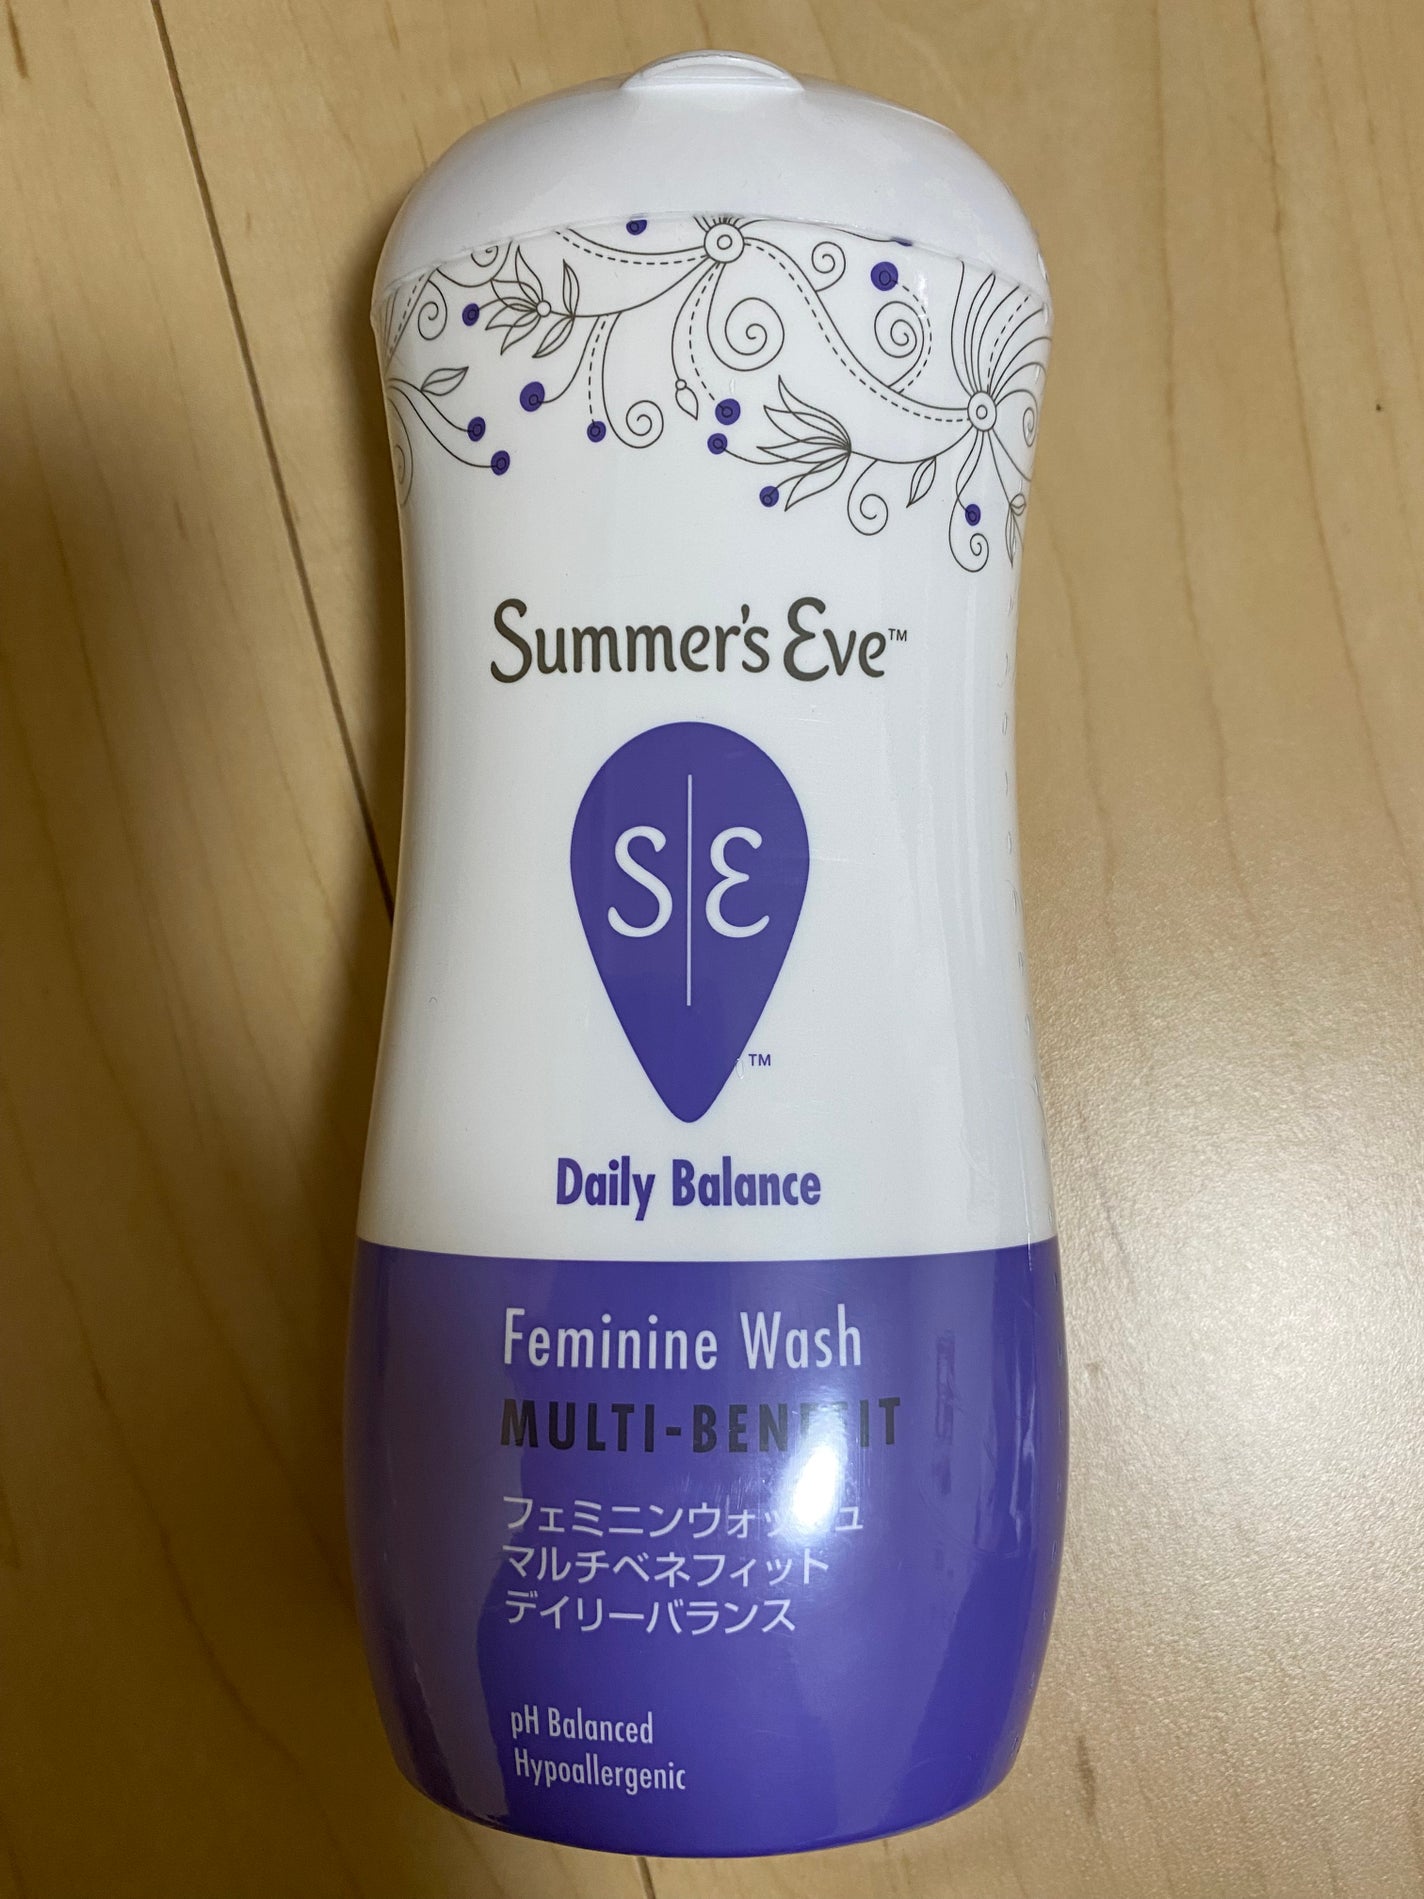 Summer's Eve™
S|E
™
Daily Balance
Feminine Wash
MULTI-BENEFIT
フェミニンウォッシュ
マルチベネフィット
デイリーバランス
pH Balanced
Hypoallergenic